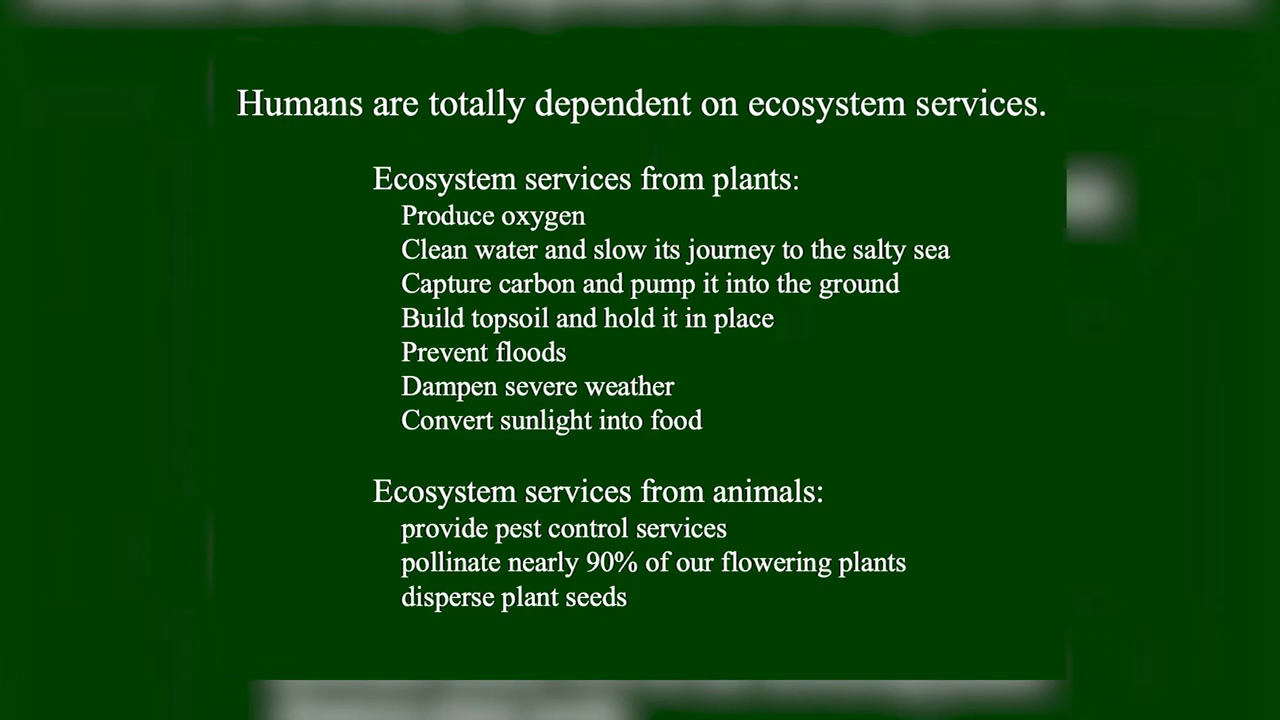 Humans are totally dependent on ecosystem services.
Ecosystem services from plants:
Produce oxygen
Clean water and slow its journey to the salty sea
Capture carbon and pump it into the ground
Build topsoil and hold it in place
Prevent floods
Dampen severe weather
Convert sunlight into food
Ecosystem services from animals:
provide pest control services
pollinate nearly 90% of our flowering plants
disperse plant seeds